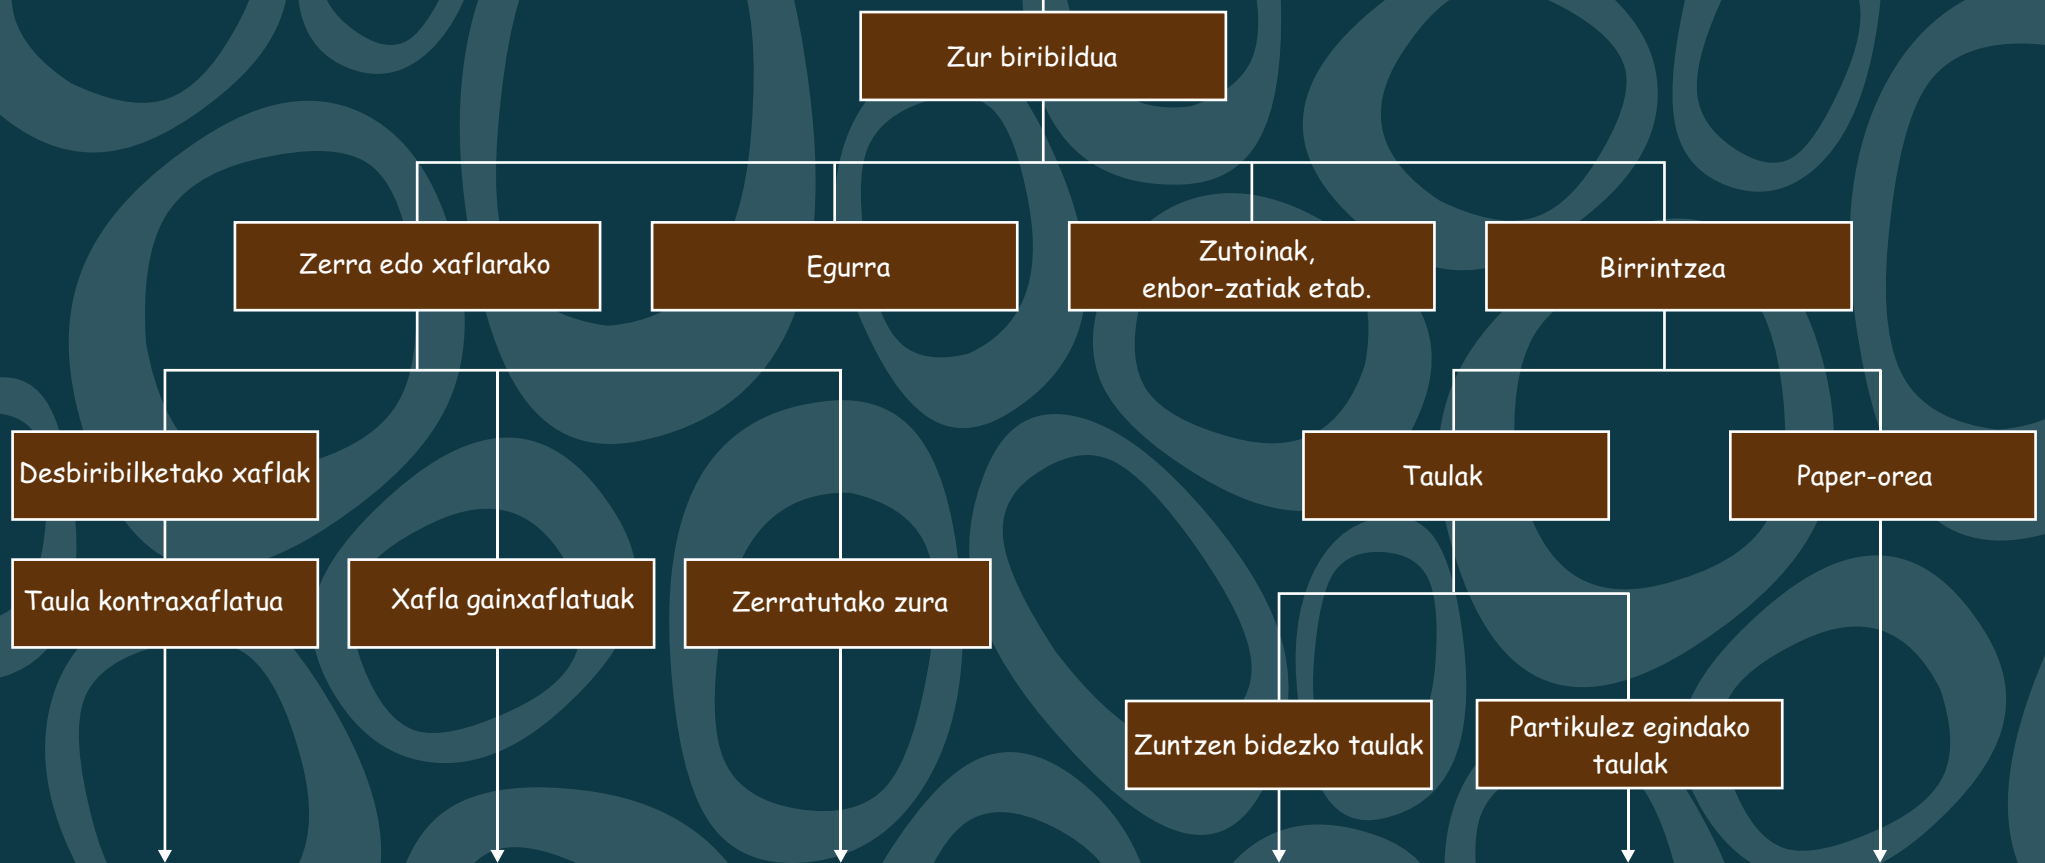 Zur biribildua
Zerra edo xaflarako
Egurra
Zutoinak,
enbor-zatiak etab.
Birrintzea
Desbiribilketako xaflak
Taulak
Paper-orea
Taula kontraxaflatua
Xafla gainxaflatuak
Zerratutako zura
Zuntzen bidezko taulak
Partikulez egindako
taulak